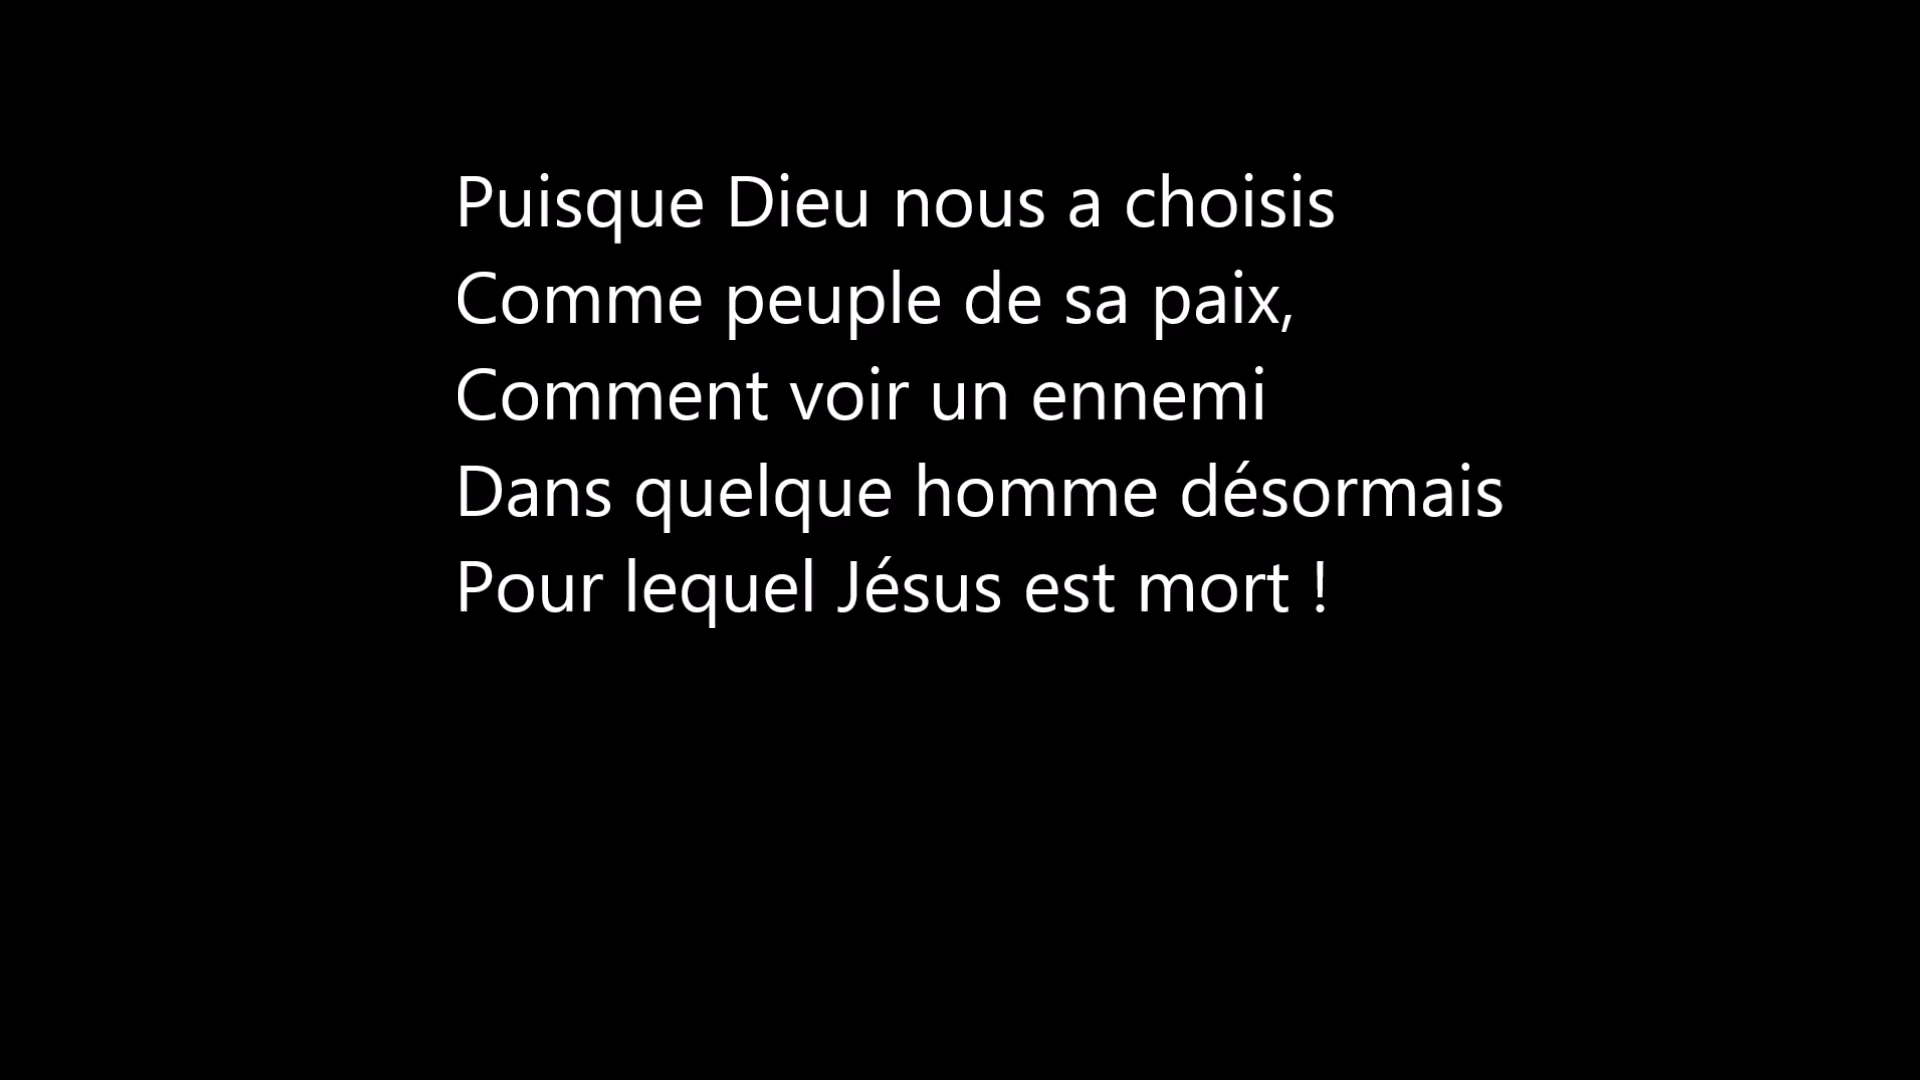 Puisque Dieu nous a choisis
Comme peuple de sa paix,
Comment voir un ennemi
Dans quelque homme désormais
Pour lequel Jésus est mort !